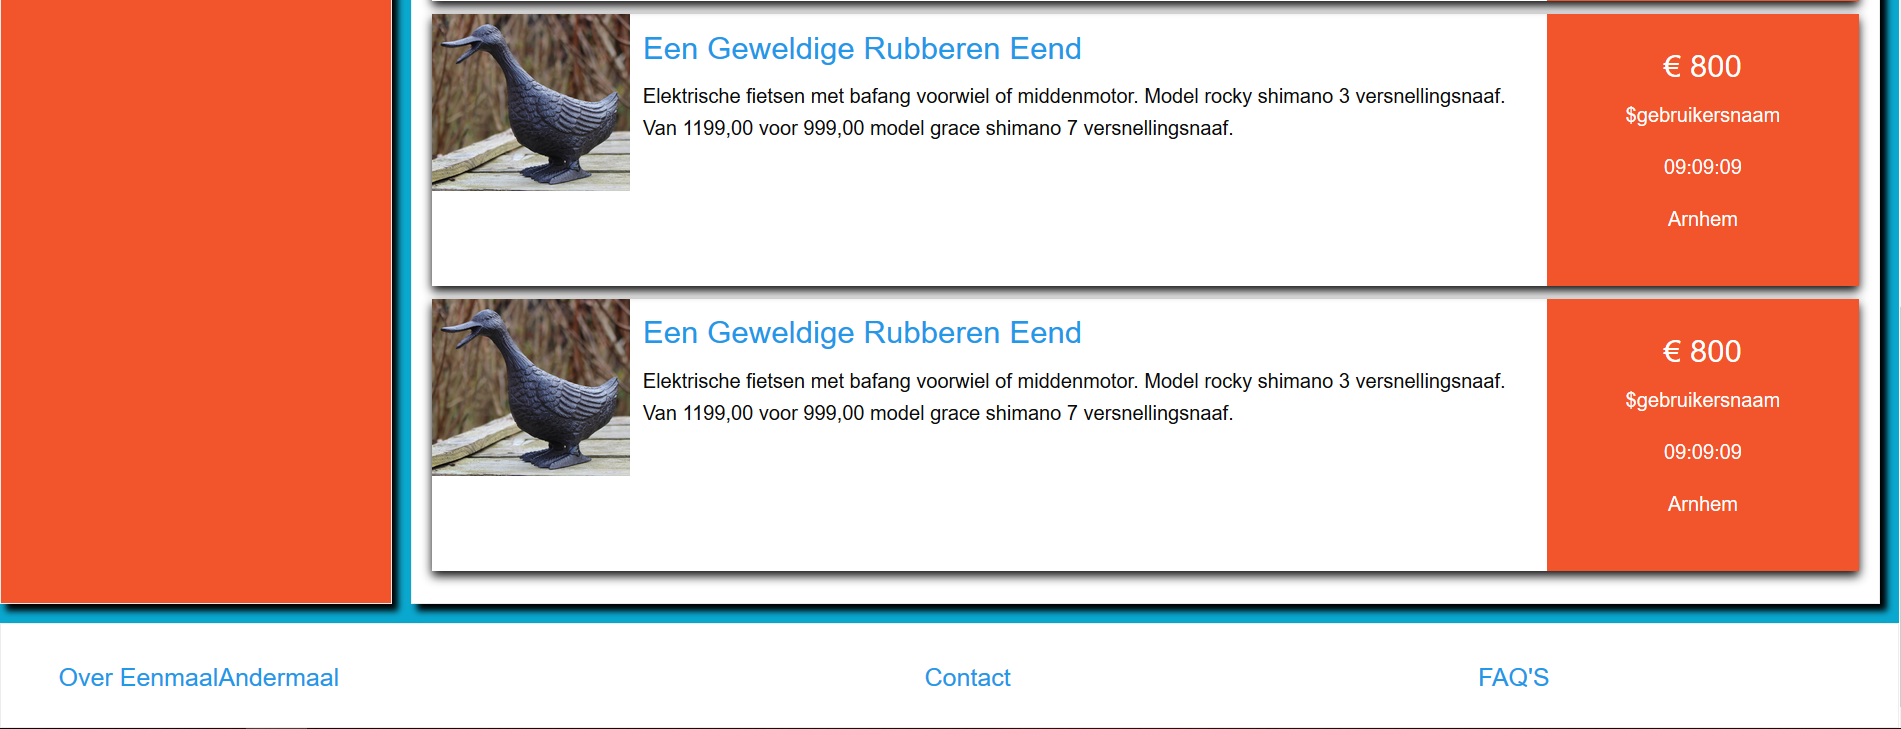 Een Geweldige Rubberen Eend
Elektrische fietsen met bafang voorwiel of middenmotor. Model rocky shimano 3 versnellingsnaaf.
Van 1199,00 voor 999,00 model grace shimano 7 versnellingsnaaf.
€ 800
$gebruikersnaam
09:09:09
Arnhem
Een Geweldige Rubberen Eend
Elektrische fietsen met bafang voorwiel of middenmotor. Model rocky shimano 3 versnellingsnaaf.
Van 1199,00 voor 999,00 model grace shimano 7 versnellingsnaaf.
€ 800
$gebruikersnaam
09:09:09
Arnhem
Over EenmaalAndermaal
Contact
FAQ'S